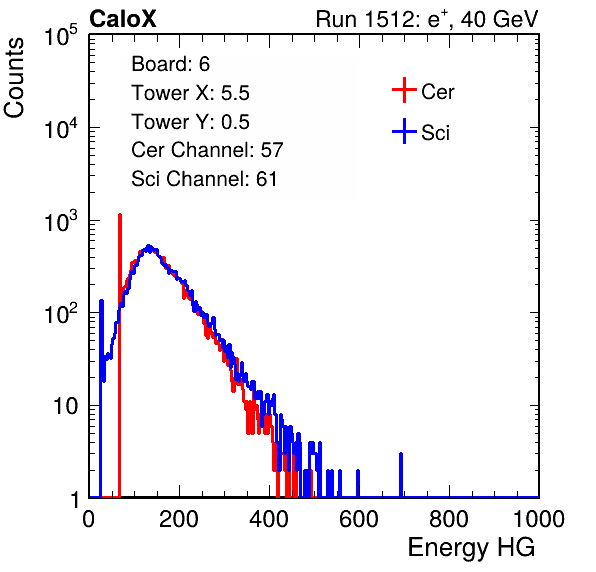 CaloX Run 1512: e⁺, 40 GeV
Counts
Board: 6
Tower X: 5.5
Tower Y: 0.5
Cer Channel: 57
Sci Channel: 61
Cer
Sci
10⁵
10⁴
10³
10²
10
1
0 200 400 600 800 1000
Energy HG